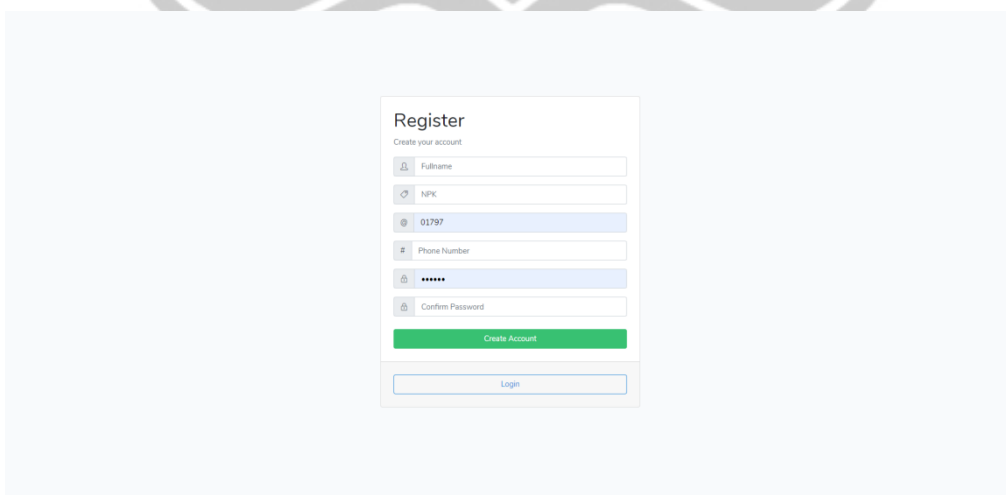 Register
Create your account
Fullname
NPK
@ 01797
# Phone Number
••••••
Confirm Password
Create Account
Login